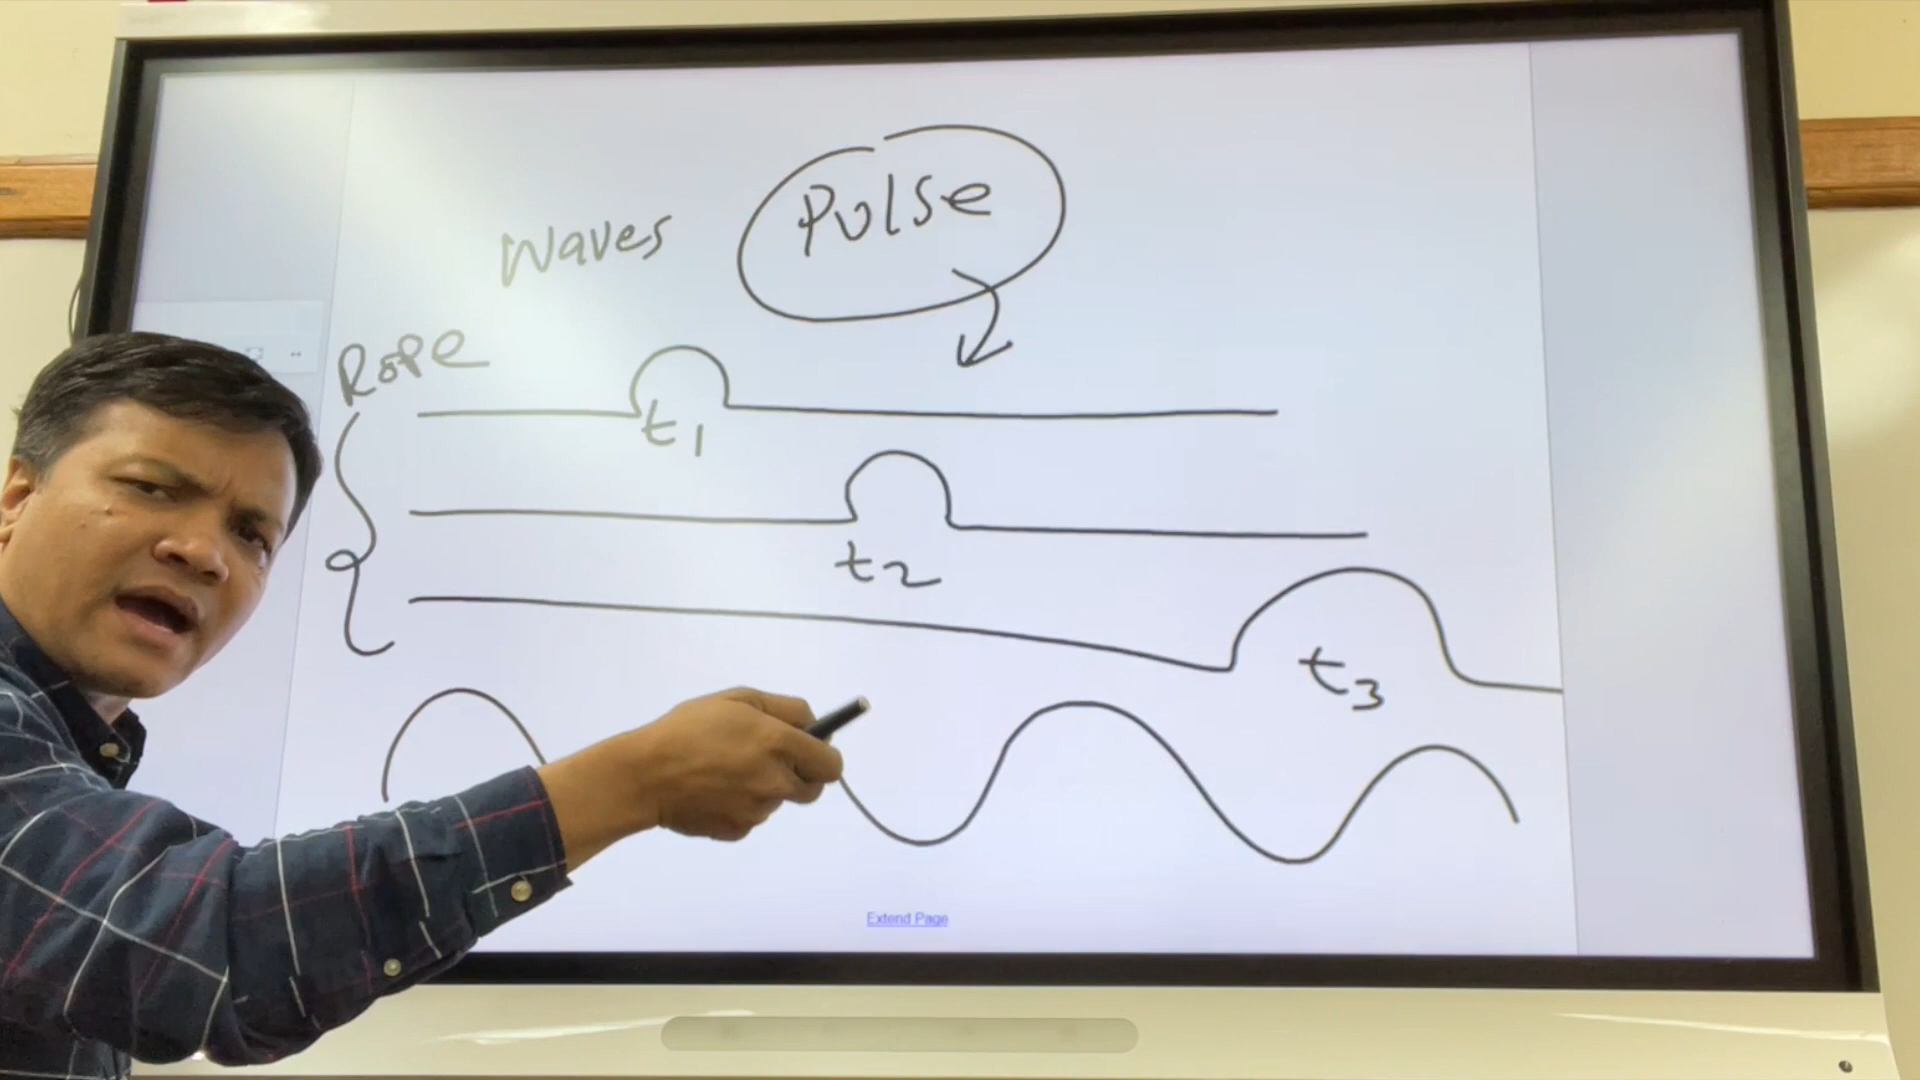 Waves Pulse
Rope
t1
t2
t3
Extend Page